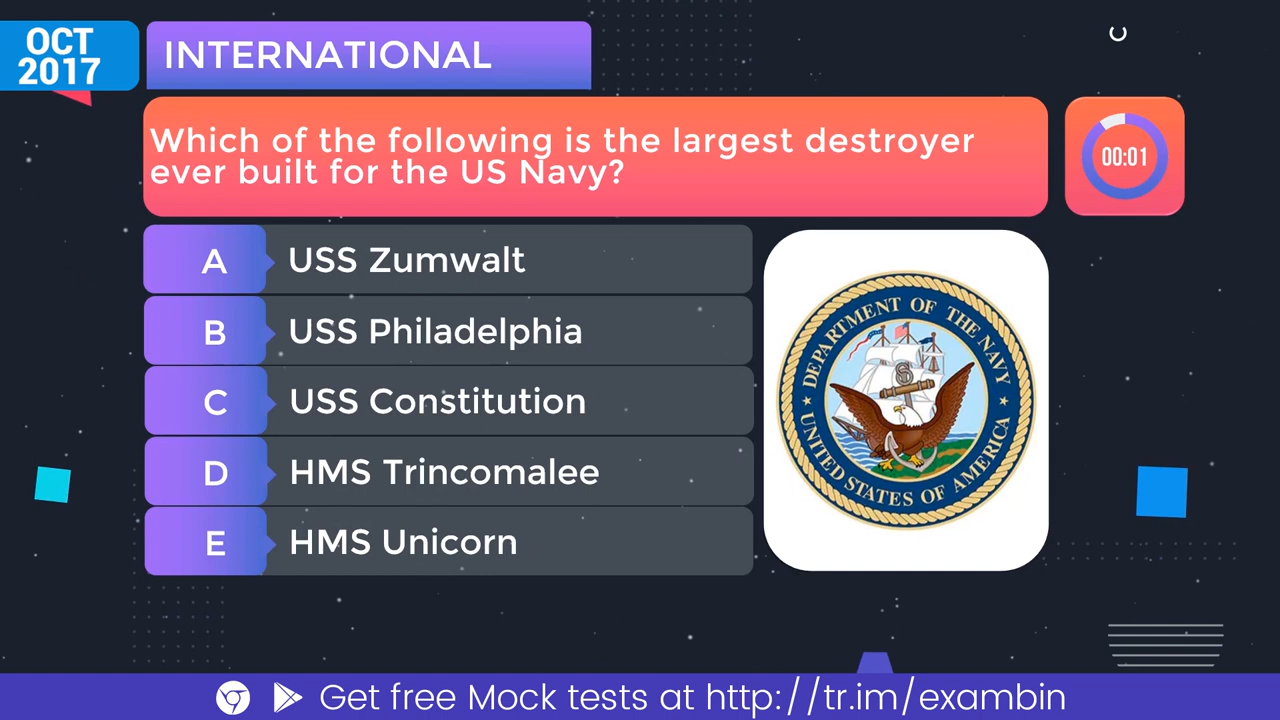 OCT
2017
INTERNATIONAL
Which of the following is the largest destroyer
ever built for the US Navy?
00:01
A
USS Zumwalt
B
USS Philadelphia
C
USS Constitution
D
HMS Trincomalee
E
HMS Unicorn
DEPARTMENT OF THE NAVY
UNITED STATES OF AMERICA
Get free Mock tests at http://tr.im/exambin